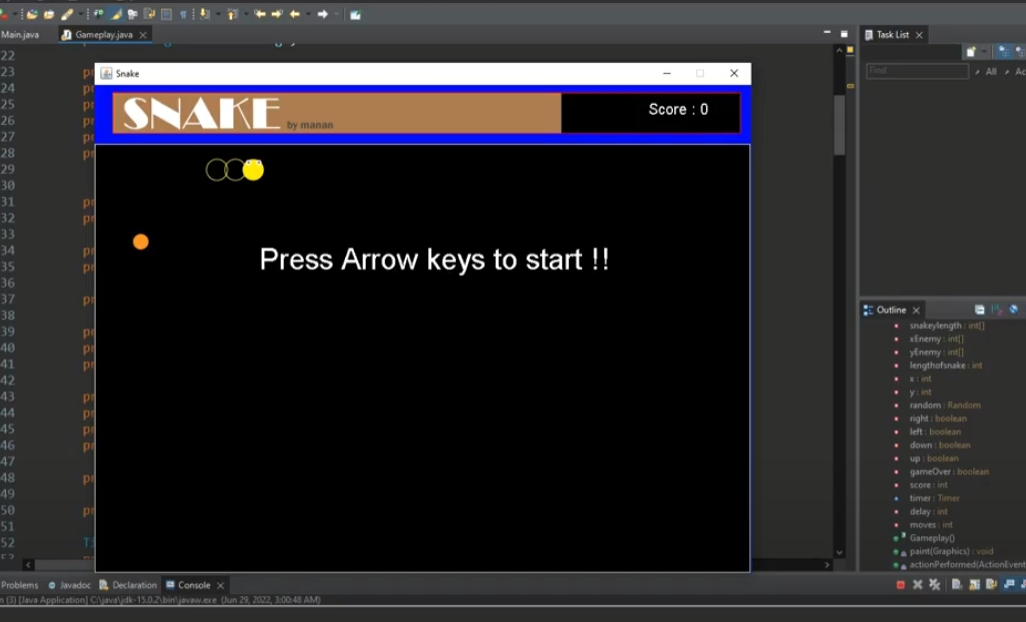 Main.java
Gameplay.java
Task List
Find
All
22
23
24
25
26
27
28
29
30
31
32
33
34
35
36
37
38
39
40
41
42
43
44
45
46
47
48
49
50
51
52
Snake
SNAKE by manan
Score : 0
Press Arrow keys to start !!
Outline
snakeylength : int[]
xEnemy : int[]
yEnemy : int[]
lengthofsnake : int
x : int
y : int
random : Random
right : boolean
left : boolean
down : boolean
up : boolean
gameOver : boolean
score : int
timer : Timer
delay : int
moves : int
Gameplay()
paint(Graphics) : void
actionPerformed(ActionEvent
Problems
Javadoc
Declaration
Console
n (3) [Java Application] C:\java\jdk-15.0.2\bin\javaw.exe (Jun 29, 2022, 3:00:48 AM)